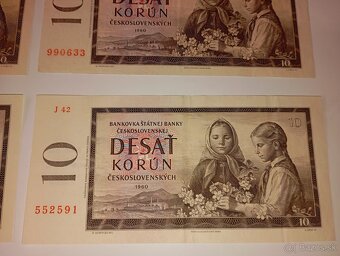 DESAŤ
KORÚN
ČESKOSLOVENSKÝCH
1960
990633
10
10
J 42
BANKOVKA ŠTÁTNEJ BANKY
ČESKOSLOVENSKEJ
10
DESAŤ
KORÚN
ČESKOSLOVENSKÝCH
1960
10
552591
10